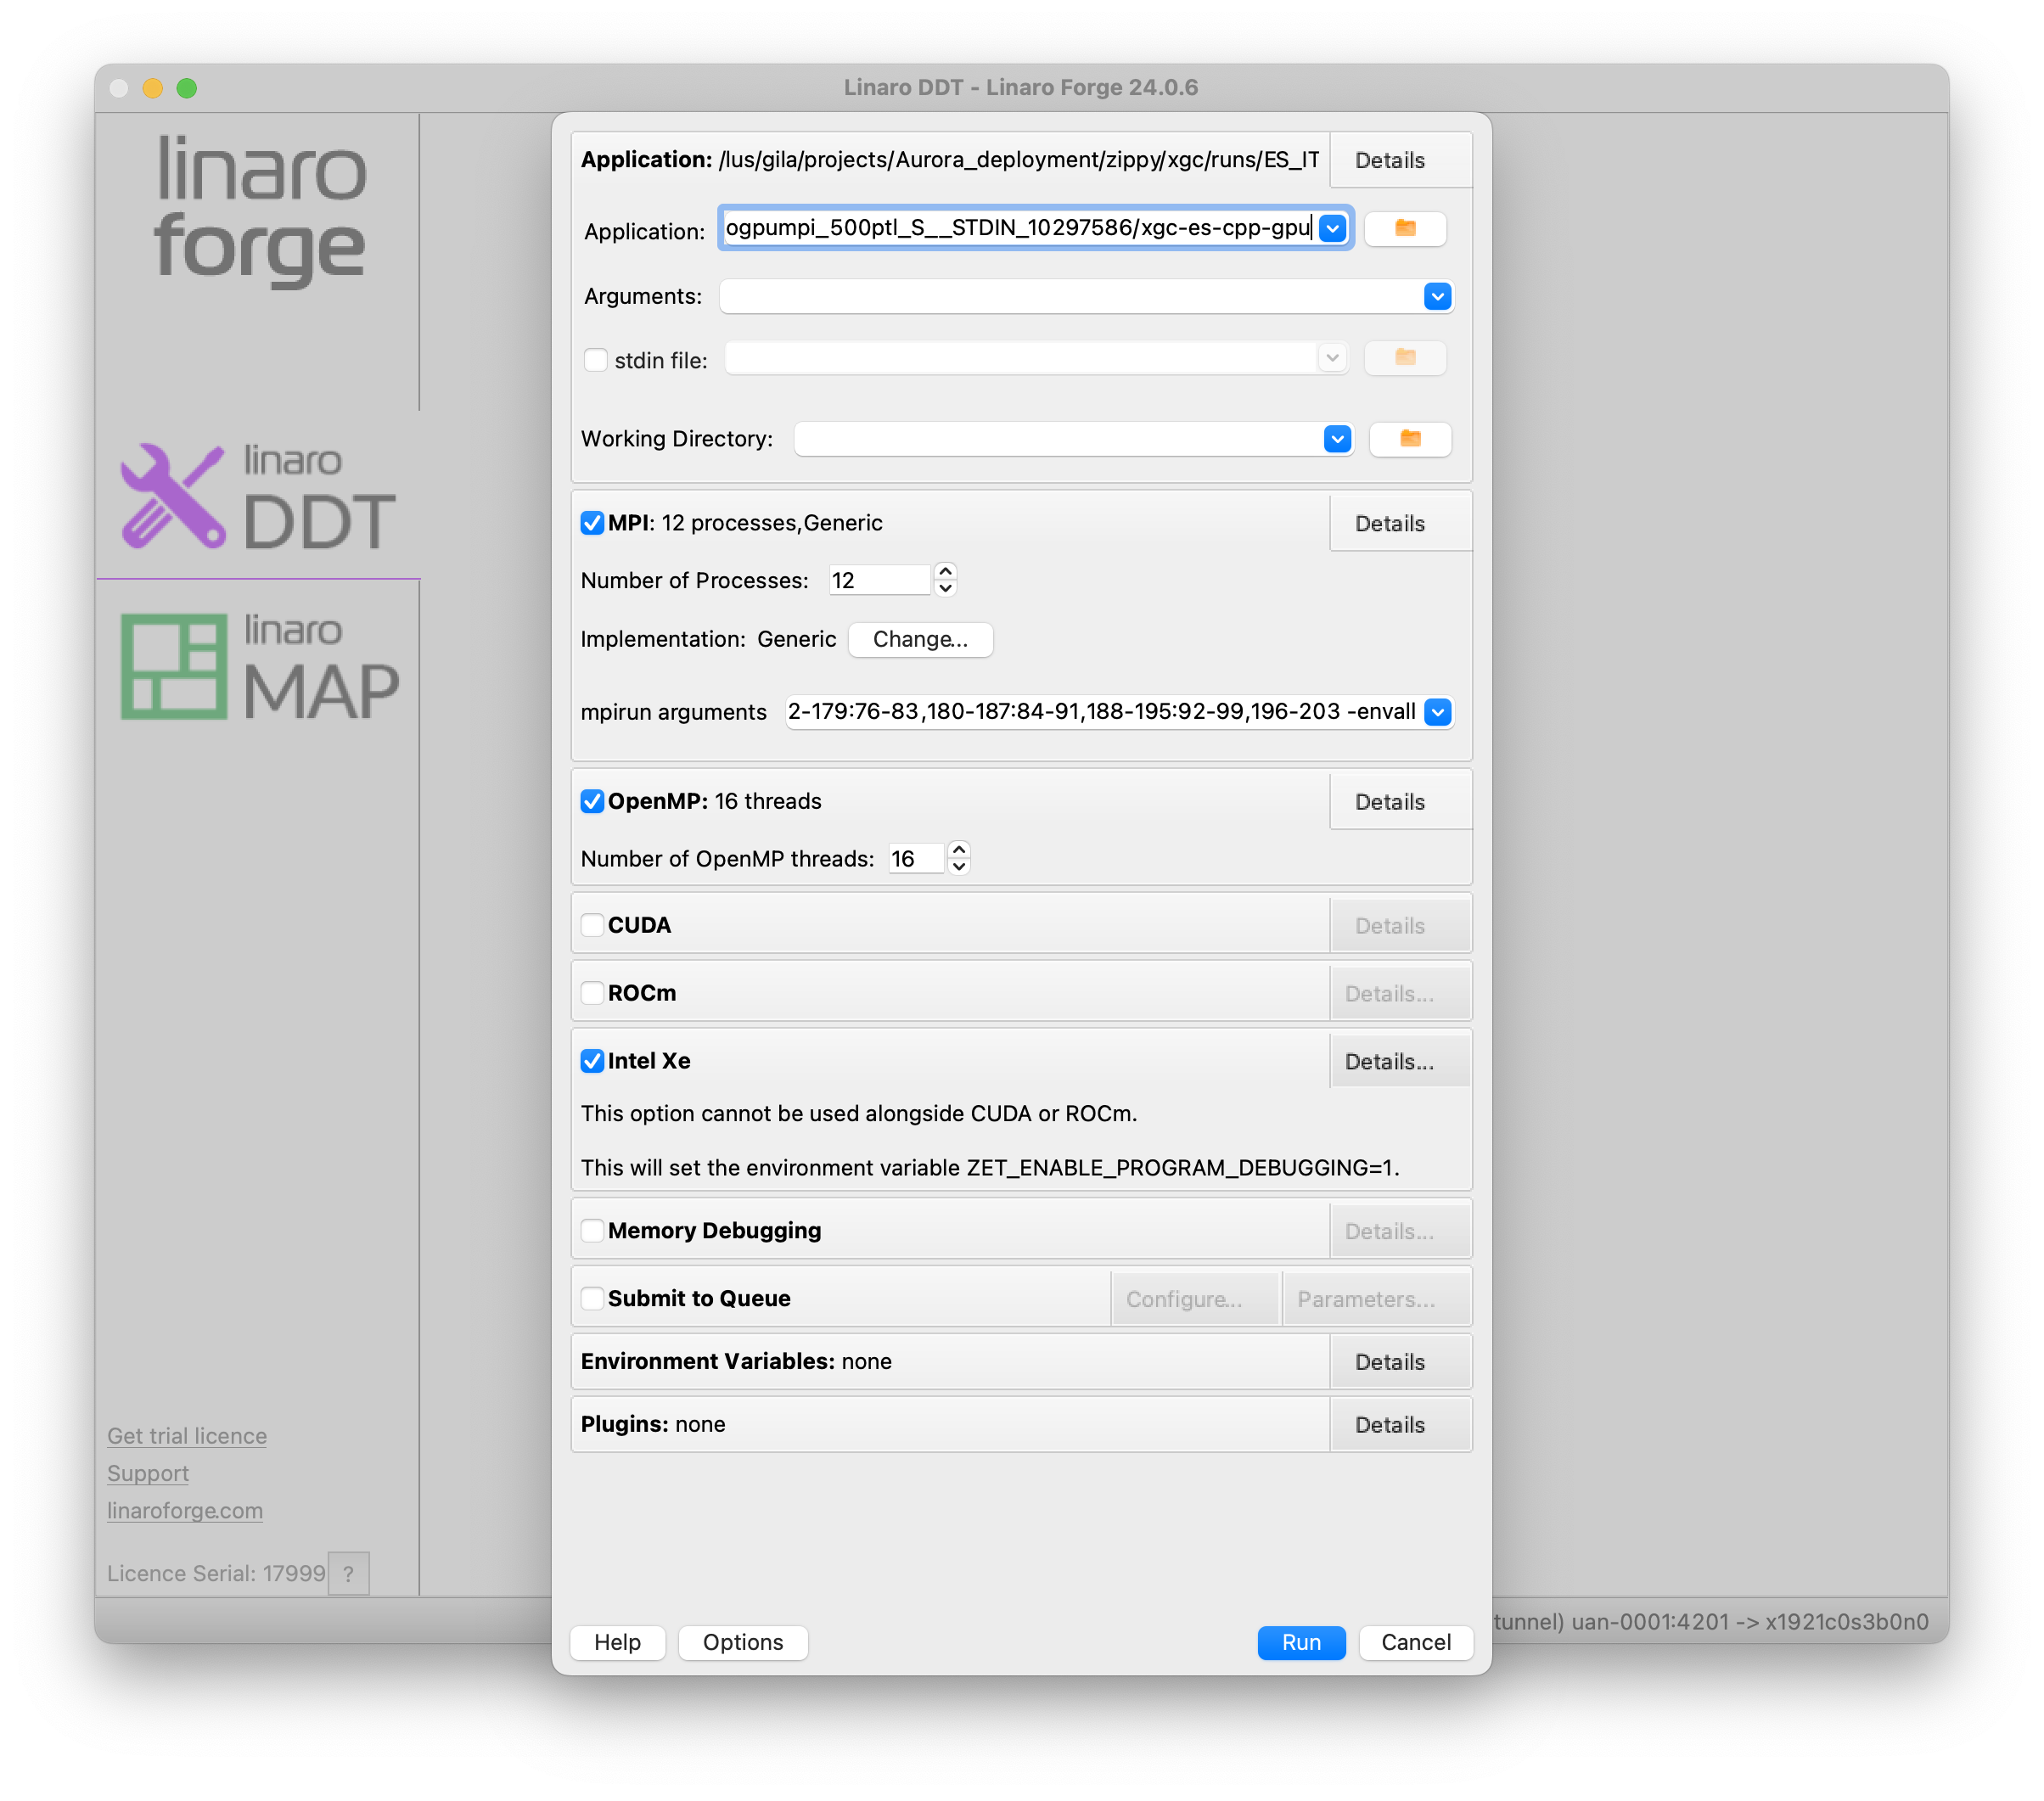 Linaro DDT - Linaro Forge 24.0.6
linaro
forge
linaro
DDT
linaro
MAP
Get trial licence
Support
linaroforge.com
Licence Serial: 17999 ?
Application: /lus/gila/projects/Aurora_deployment/zippy/xgc/runs/ES_IT Details
Application: ogpumpi_500ptl_S__STDIN_10297586/xgc-es-cpp-gpu
Arguments:
stdin file:
Working Directory:
MPI: 12 processes,Generic Details
Number of Processes: 12
Implementation: Generic Change...
mpirun arguments 2-179:76-83,180-187:84-91,188-195:92-99,196-203 -envall
OpenMP: 16 threads Details
Number of OpenMP threads: 16
CUDA Details
ROCm Details...
Intel Xe Details...
This option cannot be used alongside CUDA or ROCm.
This will set the environment variable ZET_ENABLE_PROGRAM_DEBUGGING=1.
Memory Debugging Details...
Submit to Queue Configure... Parameters...
Environment Variables: none Details
Plugins: none Details
Help Options Run Cancel
tunnel) uan-0001:4201 -> x1921c0s3b0n0